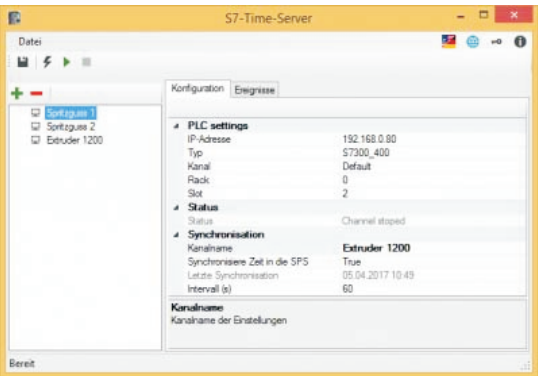 S7-Time-Server
Datei
Spritzguss 1
Spritzguss 2
Extruder 1200
Konfiguration Ereignisse
PLC settings
IP-Adresse 192.168.0.80
Typ S7300_400
Kanal Default
Rack 0
Slot 2
Status
Status Channel stoped
Synchronisation
Kanalname Extruder 1200
Synchronisiere Zeit in die SPS True
Letzte Synchronisation 05.04.2017 10:49
Intervall (s) 60
Kanalname
Kanalname der Einstellungen
Bereit